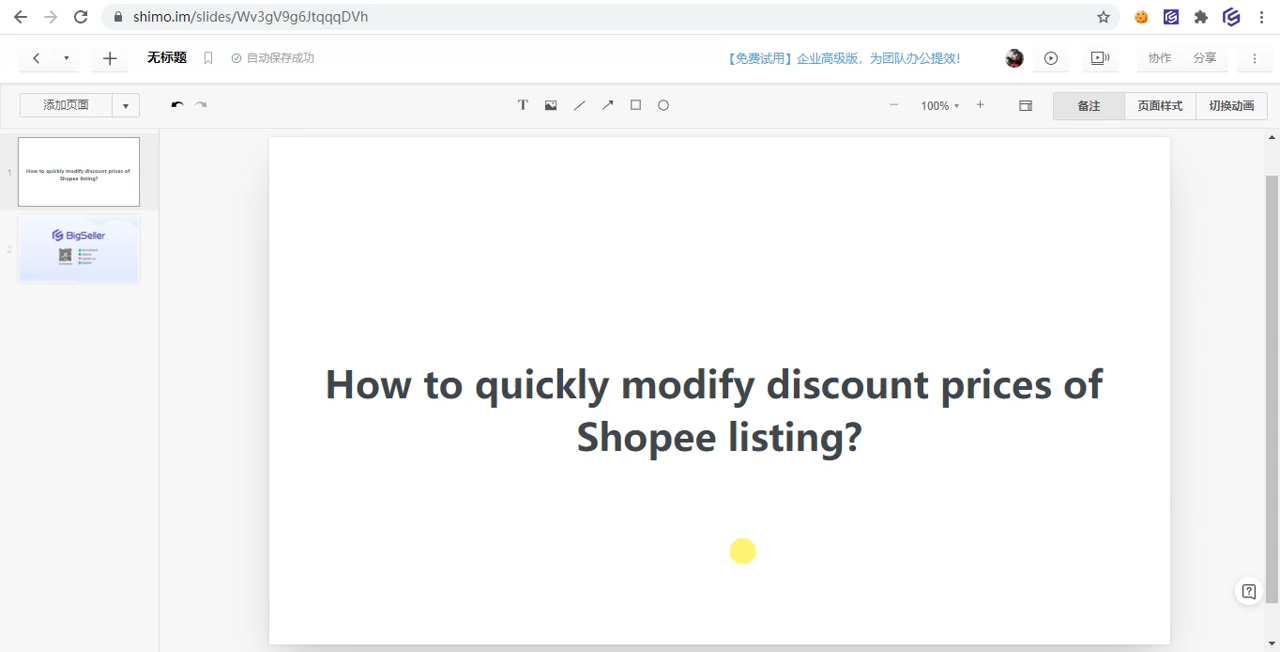 shimo.im/slides/Wv3gV9g6JtqqqDVh
无标题
自动保存成功
【免费试用】企业高级版，为团队办公提效!
协作
分享
添加页面
T
100%
备注
页面样式
切换动画
1
How to quickly modify discount prices of
Shopee listing?
2
BigSeller
How to quickly modify discount prices of
Shopee listing?